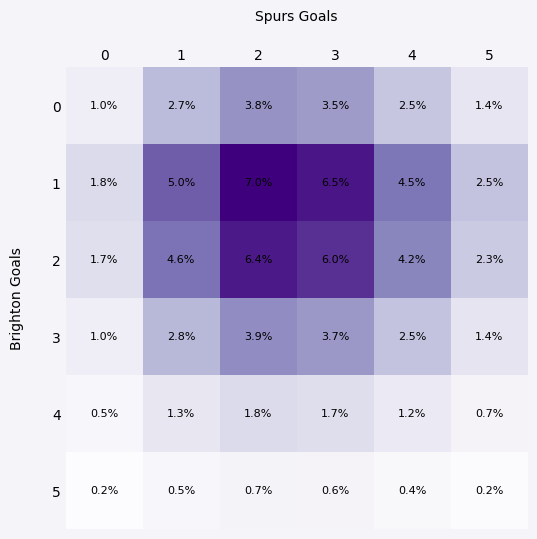 Spurs Goals
0 1 2 3 4 5
0 1.0% 2.7% 3.8% 3.5% 2.5% 1.4%
1 1.8% 5.0% 7.0% 6.5% 4.5% 2.5%
2 1.7% 4.6% 6.4% 6.0% 4.2% 2.3%
3 1.0% 2.8% 3.9% 3.7% 2.5% 1.4%
4 0.5% 1.3% 1.8% 1.7% 1.2% 0.7%
5 0.2% 0.5% 0.7% 0.6% 0.4% 0.2%
Brighton Goals